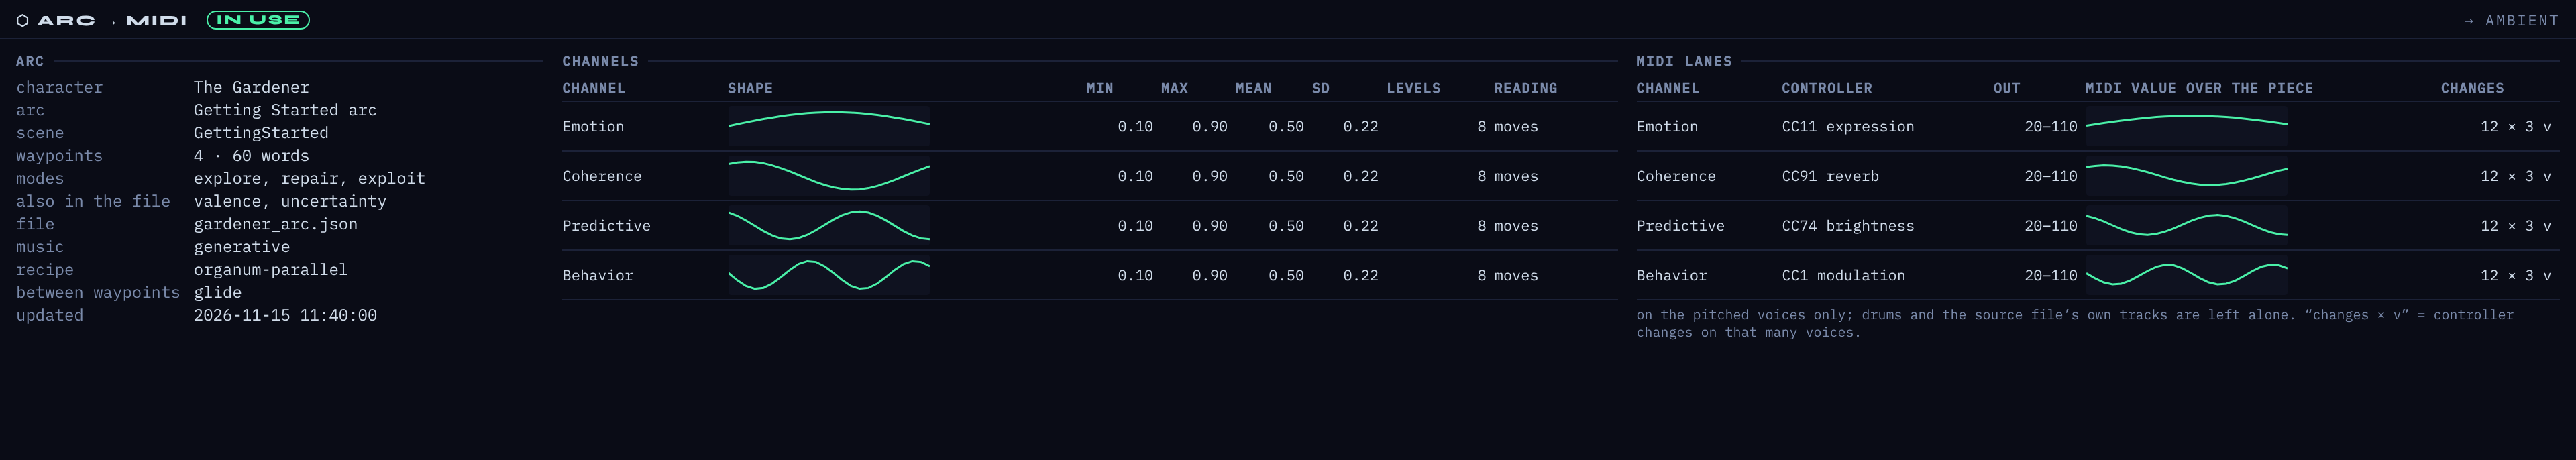 ARC → MIDI IN USE → AMBIENT
ARC
character The Gardener
arc Getting Started arc
scene GettingStarted
waypoints 4 · 60 words
modes explore, repair, exploit
also in the file valence, uncertainty
file gardener_arc.json
music generative
recipe organum-parallel
between waypoints glide
updated 2026-11-15 11:40:00
CHANNELS
CHANNEL SHAPE MIN MAX MEAN SD LEVELS READING
Emotion 0.10 0.90 0.50 0.22 8 moves
Coherence 0.10 0.90 0.50 0.22 8 moves
Predictive 0.10 0.90 0.50 0.22 8 moves
Behavior 0.10 0.90 0.50 0.22 8 moves
MIDI LANES
CHANNEL CONTROLLER OUT MIDI VALUE OVER THE PIECE CHANGES
Emotion CC11 expression 20–110 12 × 3 v
Coherence CC91 reverb 20–110 12 × 3 v
Predictive CC74 brightness 20–110 12 × 3 v
Behavior CC1 modulation 20–110 12 × 3 v
on the pitched voices only; drums and the source file’s own tracks are left alone. “changes × v” = controller
changes on that many voices.